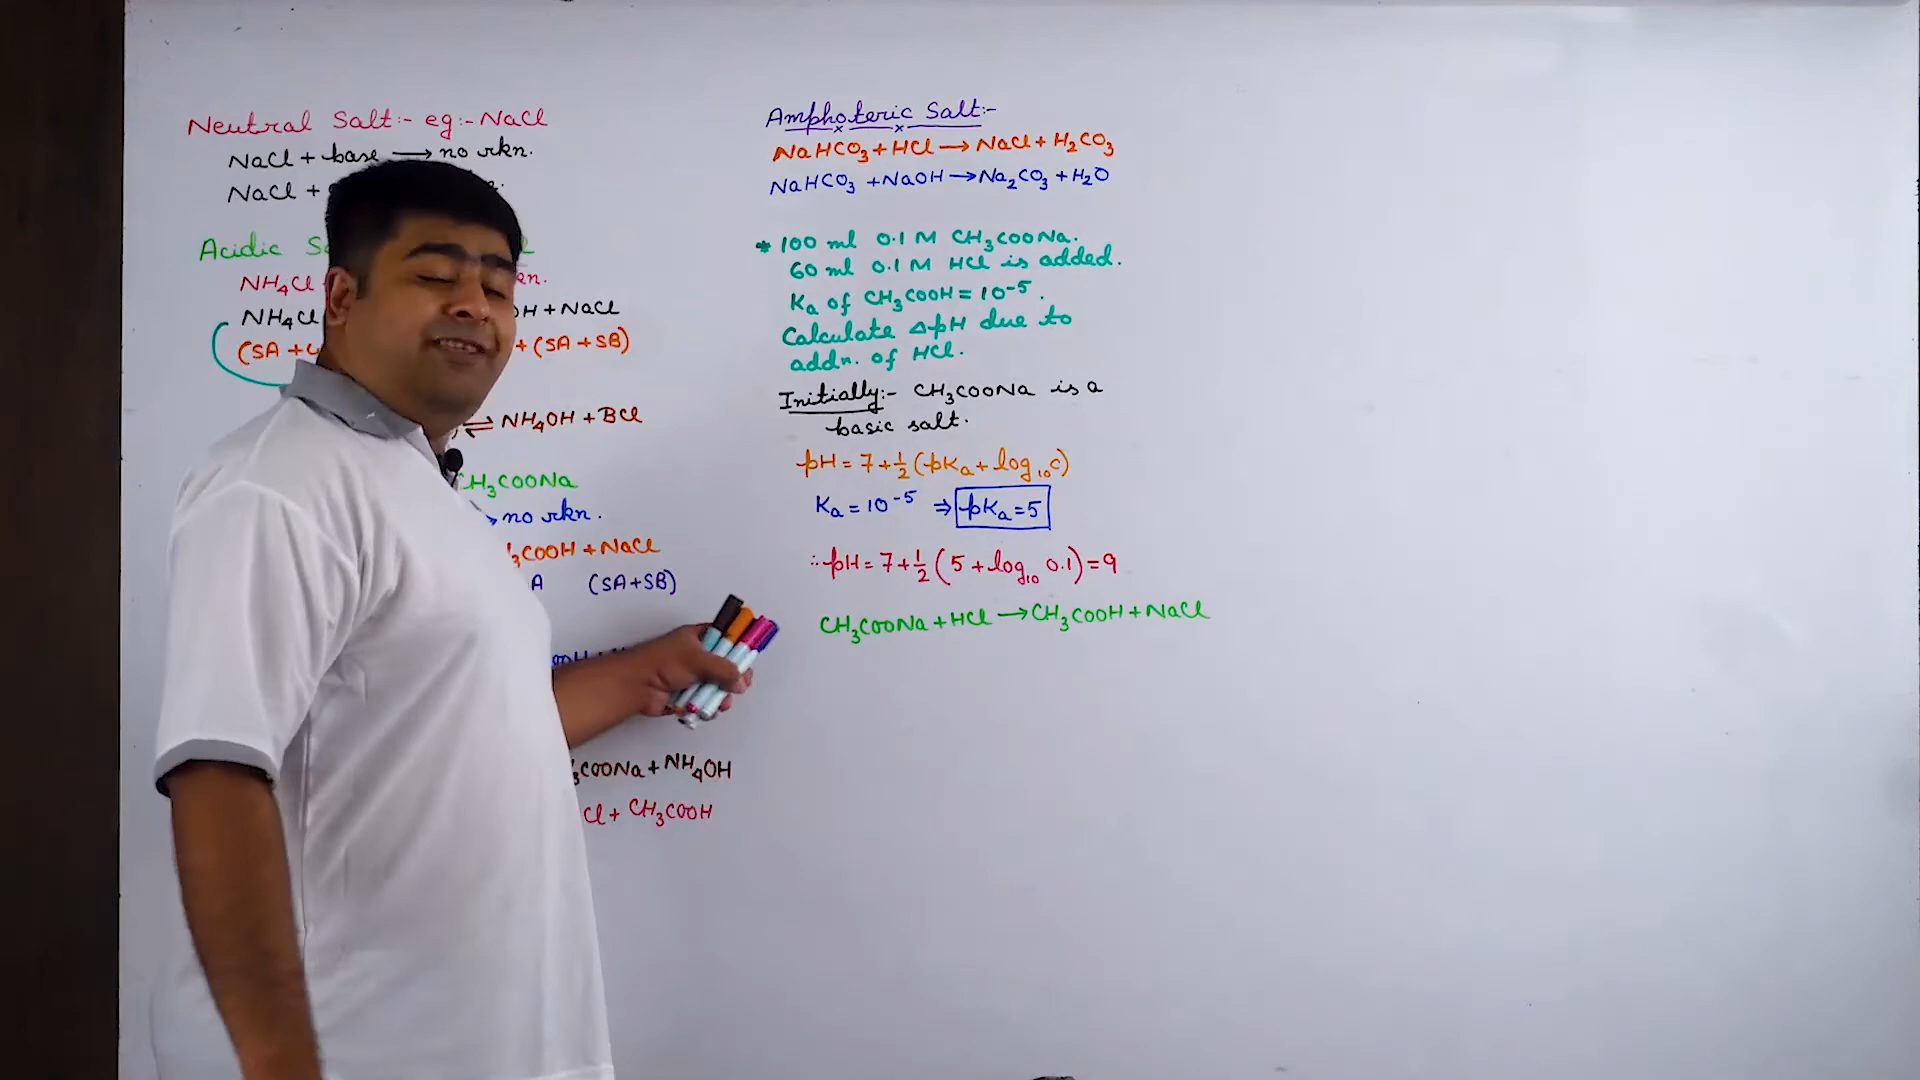 Neutral Salt:- eg:- NaCl
NaCl + base ⟶ no rkn.
NaCl +
Acidic
NH₄Cl
NH₄Cl OH + NaCl
(SA + + (SA + SB)
⇌ NH₄OH + BCl
CH₃COONa
no rkn.
₃COOH + NaCl
A (SA+SB)
₃COONa + NH₄OH
Cl + CH₃COOH
Amphoteric Salt:-
NaHCO₃ + HCl ⟶ NaCl + H₂CO₃
NaHCO₃ + NaOH ⟶ Na₂CO₃ + H₂O
* 100 ml 0.1 M CH₃COONa.
60 ml 0.1 M HCl is added.
Ka of CH₃COOH = 10⁻⁵.
Calculate ΔpH due to
addn. of HCl.
Initially:- CH₃COONa is a
basic salt.
pH = 7 + ½ (pKa + log₁₀ c)
Ka = 10⁻⁵ ⇒ pKa = 5
∴ pH = 7 + ½ (5 + log₁₀ 0.1) = 9
CH₃COONa + HCl ⟶ CH₃COOH + NaCl